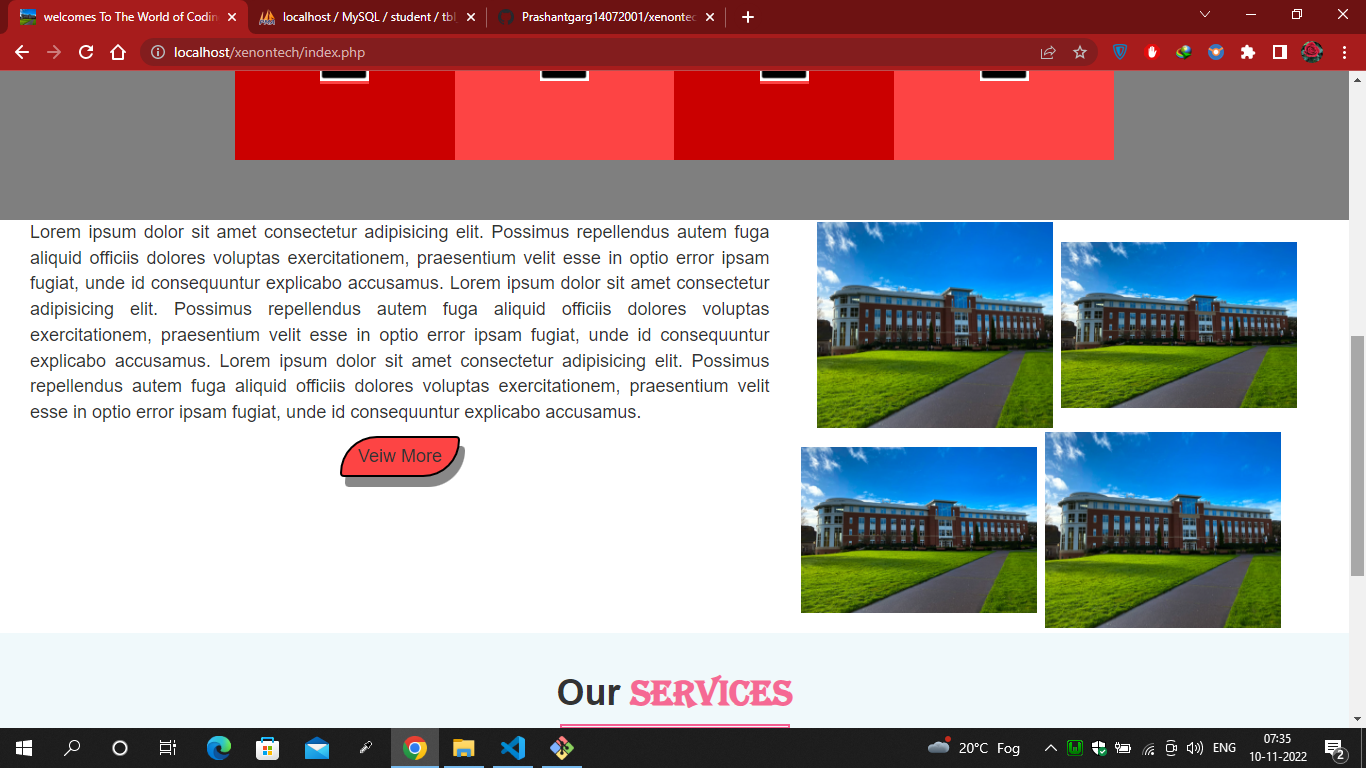 welcomes To The World of Codin
localhost / MySQL / student / tbl
Prashantgarg14072001/xenontec
localhost/xenontech/index.php
Lorem ipsum dolor sit amet consectetur adipisicing elit. Possimus repellendus autem fuga
aliquid officiis dolores voluptas exercitationem, praesentium velit esse in optio error ipsam
fugiat, unde id consequuntur explicabo accusamus. Lorem ipsum dolor sit amet consectetur
adipisicing elit. Possimus repellendus autem fuga aliquid officiis dolores voluptas
exercitationem, praesentium velit esse in optio error ipsam fugiat, unde id consequuntur
explicabo accusamus. Lorem ipsum dolor sit amet consectetur adipisicing elit. Possimus
repellendus autem fuga aliquid officiis dolores voluptas exercitationem, praesentium velit
esse in optio error ipsam fugiat, unde id consequuntur explicabo accusamus.
Veiw More
Our SERVICES
20°C Fog
ENG
07:35
10-11-2022
2